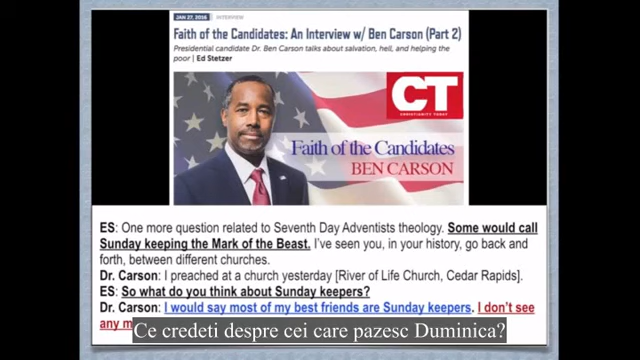 JAN 27, 2016 | INTERVIEW
Faith of the Candidates: An Interview w/ Ben Carson (Part 2)
Presidential candidate Dr. Ben Carson talks about salvation, hell, and helping the
poor | Ed Stetzer
CT
CHRISTIANITY TODAY
Faith of the Candidates
BEN CARSON
ES: One more question related to Seventh Day Adventists theology. Some would call
Sunday keeping the Mark of the Beast. I've seen you, in your history, go back and
forth, between different churches.
Dr. Carson: I preached at a church yesterday [River of Life Church, Cedar Rapids].
ES: So what do you think about Sunday keepers?
Dr. Carson: I would say most of my best friends are Sunday keepers. I don't see
any
Ce credeti despre cei care pazesc Duminica?